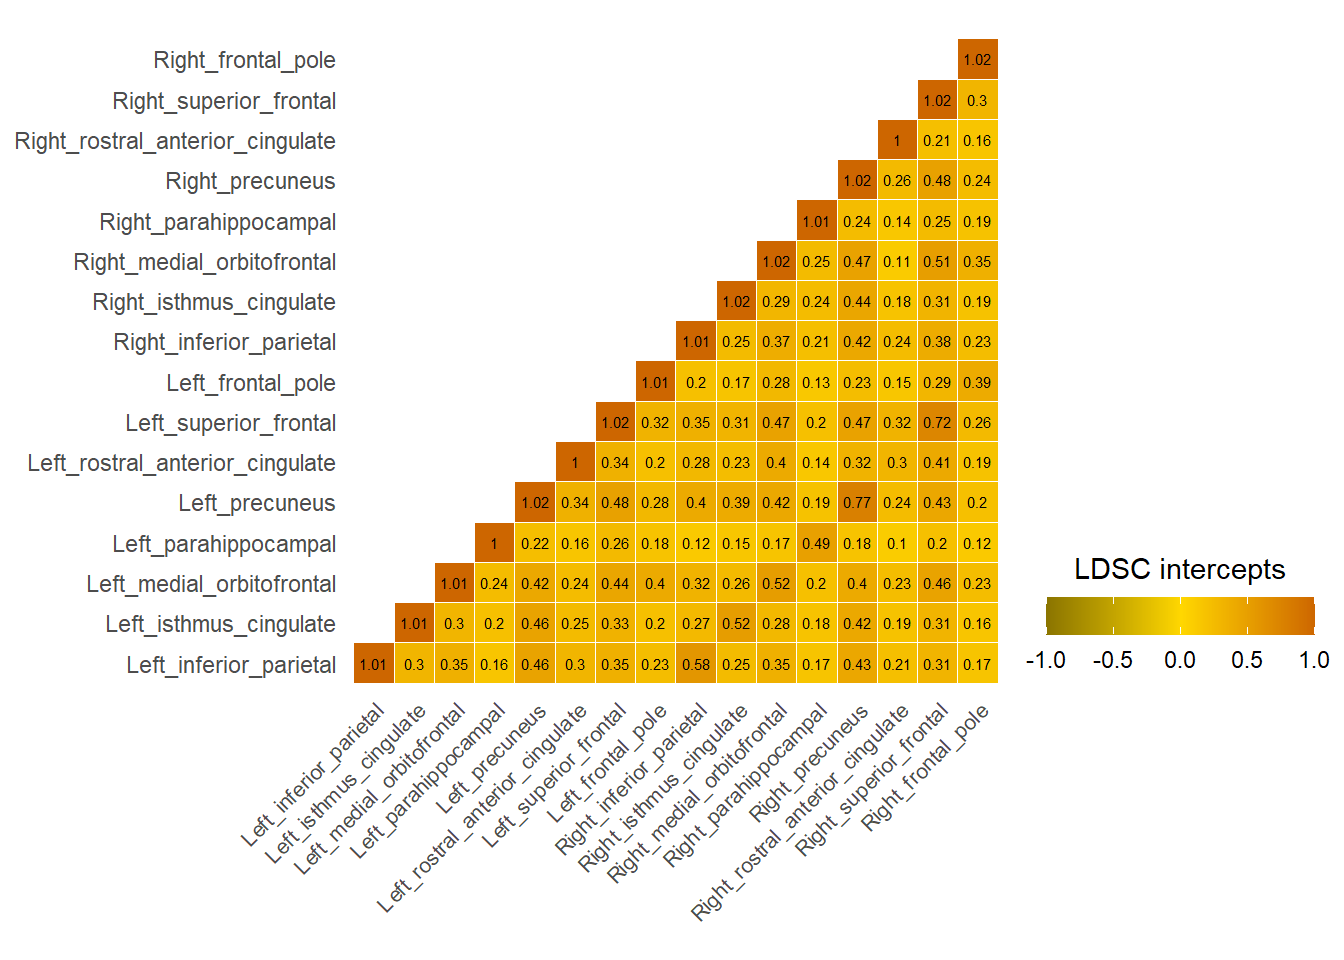 Right_frontal_pole 1.02
Right_superior_frontal 1.02 0.3
Right_rostral_anterior_cingulate 1 0.21 0.16
Right_precuneus 1.02 0.26 0.48 0.24
Right_parahippocampal 1.01 0.24 0.14 0.25 0.19
Right_medial_orbitofrontal 1.02 0.25 0.47 0.11 0.51 0.35
Right_isthmus_cingulate 1.02 0.29 0.24 0.44 0.18 0.31 0.19
Right_inferior_parietal 1.01 0.25 0.37 0.21 0.42 0.24 0.38 0.23
Left_frontal_pole 1.01 0.2 0.17 0.28 0.13 0.23 0.15 0.29 0.39
Left_superior_frontal 1.02 0.32 0.35 0.31 0.47 0.2 0.47 0.32 0.72 0.26
Left_rostral_anterior_cingulate 1 0.34 0.2 0.28 0.23 0.4 0.14 0.32 0.3 0.41 0.19
Left_precuneus 1.02 0.34 0.48 0.28 0.4 0.39 0.42 0.19 0.77 0.24 0.43 0.2
Left_parahippocampal 1 0.22 0.16 0.26 0.18 0.12 0.15 0.17 0.49 0.18 0.1 0.2 0.12
Left_medial_orbitofrontal 1.01 0.24 0.42 0.24 0.44 0.4 0.32 0.26 0.52 0.2 0.4 0.23 0.46 0.23
Left_isthmus_cingulate 1.01 0.3 0.2 0.46 0.25 0.33 0.2 0.27 0.52 0.28 0.18 0.42 0.19 0.31 0.16
Left_inferior_parietal 1.01 0.3 0.35 0.16 0.46 0.3 0.35 0.23 0.58 0.25 0.35 0.17 0.43 0.21 0.31 0.17
Left_inferior_parietal
Left_isthmus_cingulate
Left_medial_orbitofrontal
Left_parahippocampal
Left_precuneus
Left_rostral_anterior_cingulate
Left_superior_frontal
Left_frontal_pole
Right_inferior_parietal
Right_isthmus_cingulate
Right_medial_orbitofrontal
Right_parahippocampal
Right_precuneus
Right_rostral_anterior_cingulate
Right_superior_frontal
Right_frontal_pole
LDSC intercepts
-1.0 -0.5 0.0 0.5 1.0